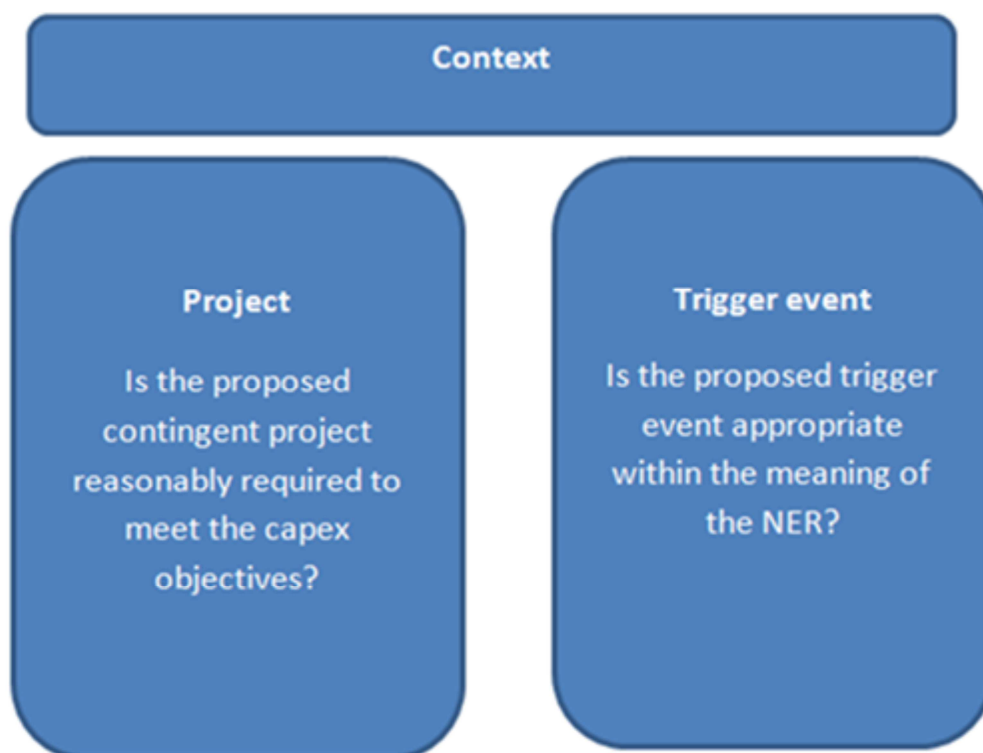 Context
Project
Is the proposed
contingent project
reasonably required to
meet the capex
objectives?
Trigger event
Is the proposed trigger
event appropriate
within the meaning of
the NER?